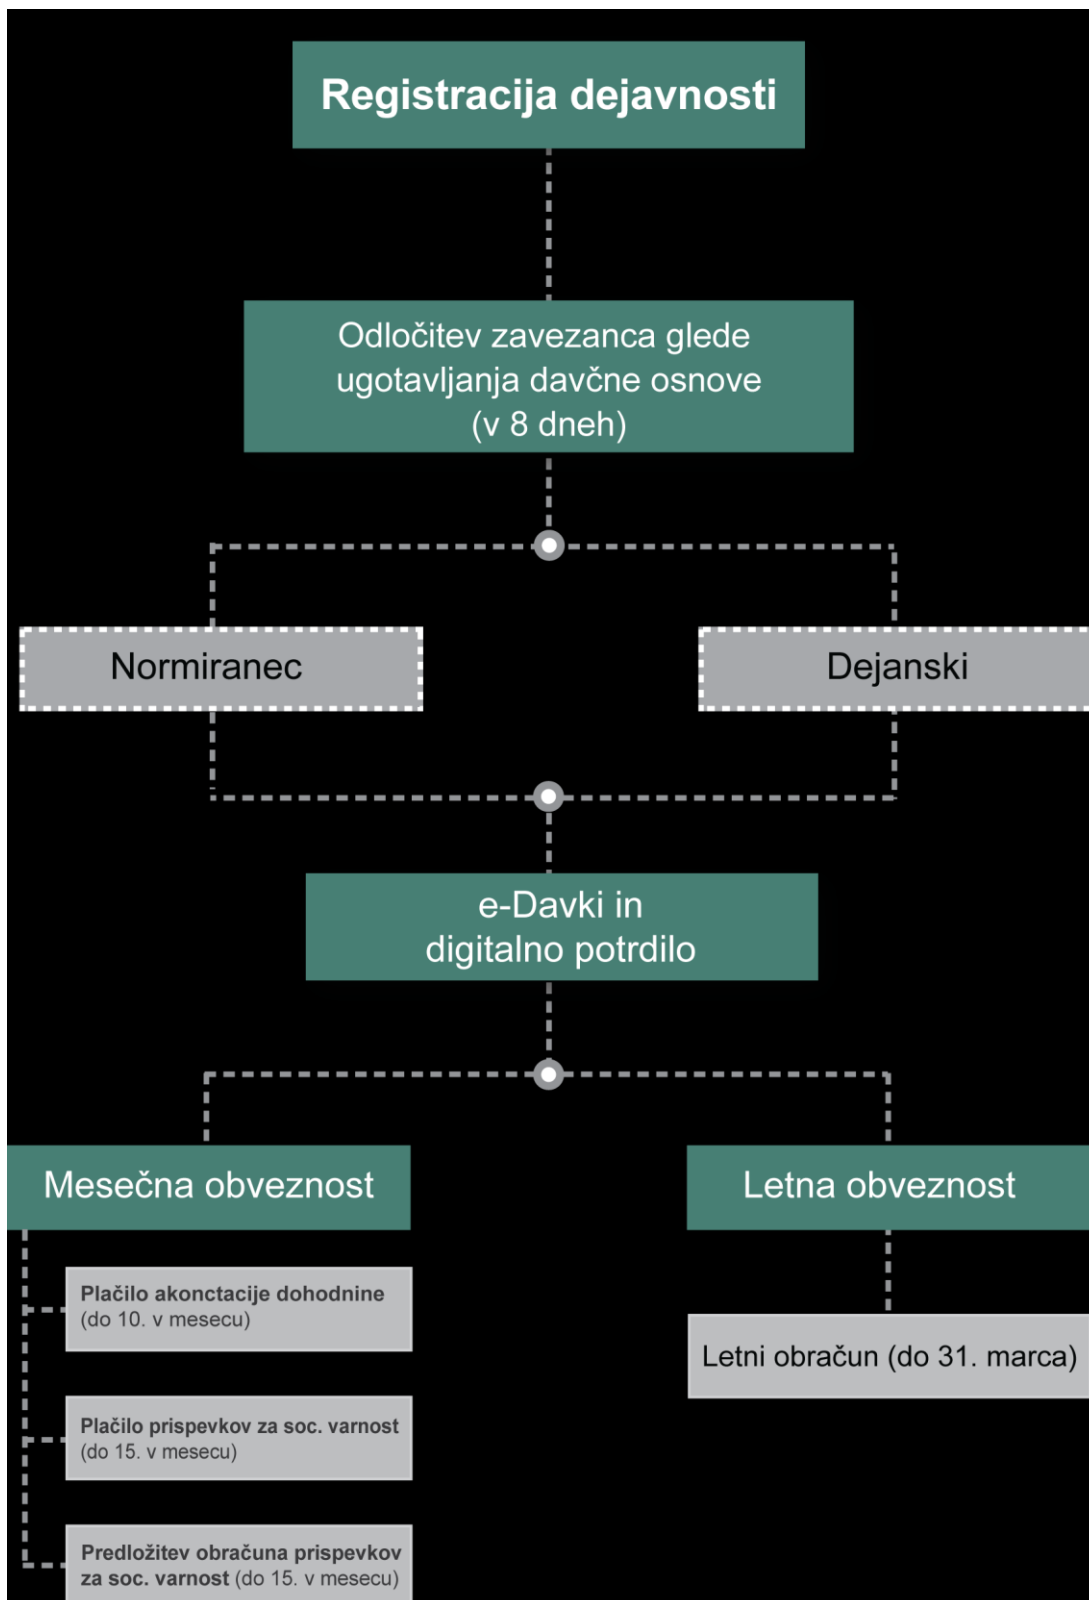 Registracija dejavnosti
Odločitev zavezanca glede
ugotavljanja davčne osnove
(v 8 dneh)
Normiranec
Dejanski
e-Davki in
digitalno potrdilo
Mesečna obveznost
Letna obveznost
Plačilo akonctacije dohodnine
(do 10. v mesecu)
Letni obračun (do 31. marca)
Plačilo prispevkov za soc. varnost
(do 15. v mesecu)
Predložitev obračuna prispevkov
za soc. varnost (do 15. v mesecu)